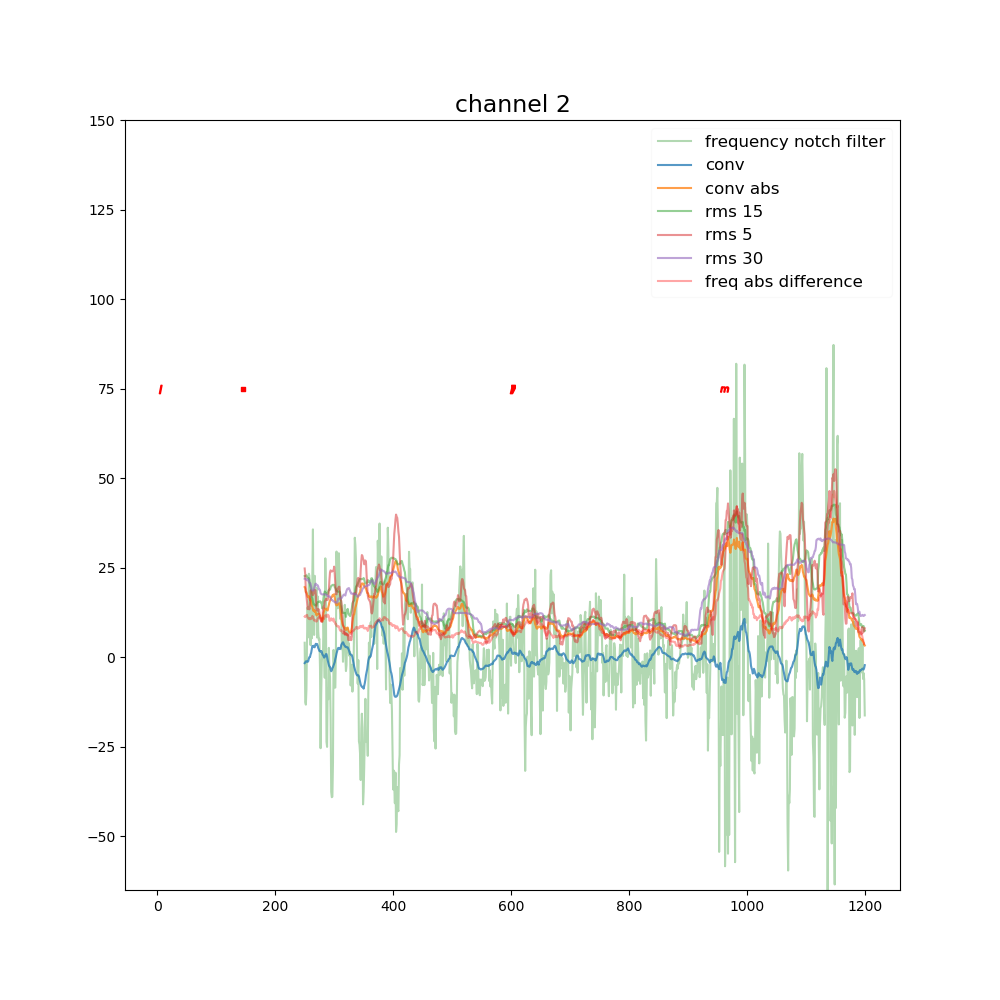 channel 2
150
125
100
75
50
25
0
−25
−50
frequency notch filter
conv
conv abs
rms 15
rms 5
rms 30
freq abs difference
l
m
0 200 400 600 800 1000 1200